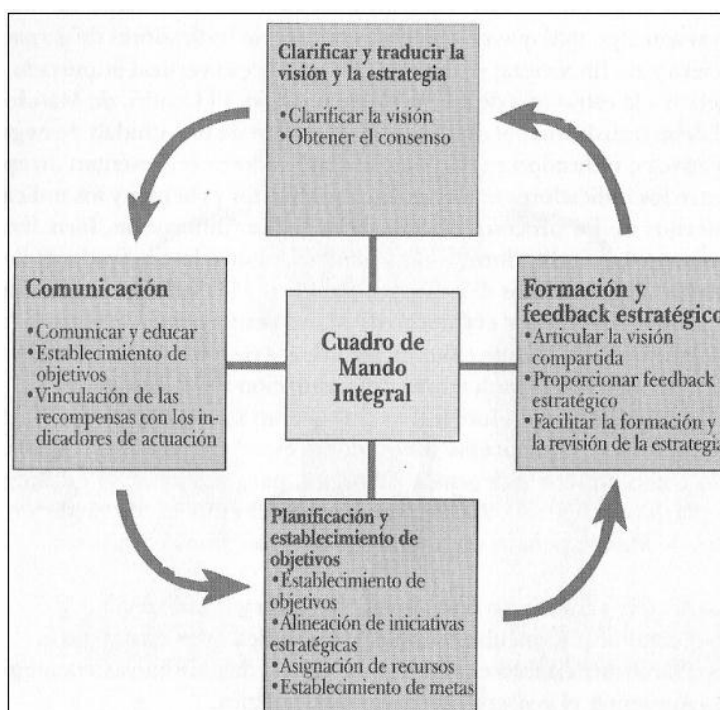 Clarificar y traducir la
visión y la estrategia
•Clarificar la visión
•Obtener el consenso
Comunicación
•Comunicar y educar
•Establecimiento de
objetivos
•Vinculación de las
recompensas con los in-
dicadores de actuación
Cuadro de
Mando
Integral
Formación y
feedback estratégico
•Articular la visión
compartida
•Proporcionar feedback
estratégico
•Facilitar la formación y
la revisión de la estrategia
Planificación y
establecimiento de
objetivos
•Establecimiento de
objetivos
•Alineación de iniciativas
estratégicas
•Asignación de recursos
•Establecimiento de metas